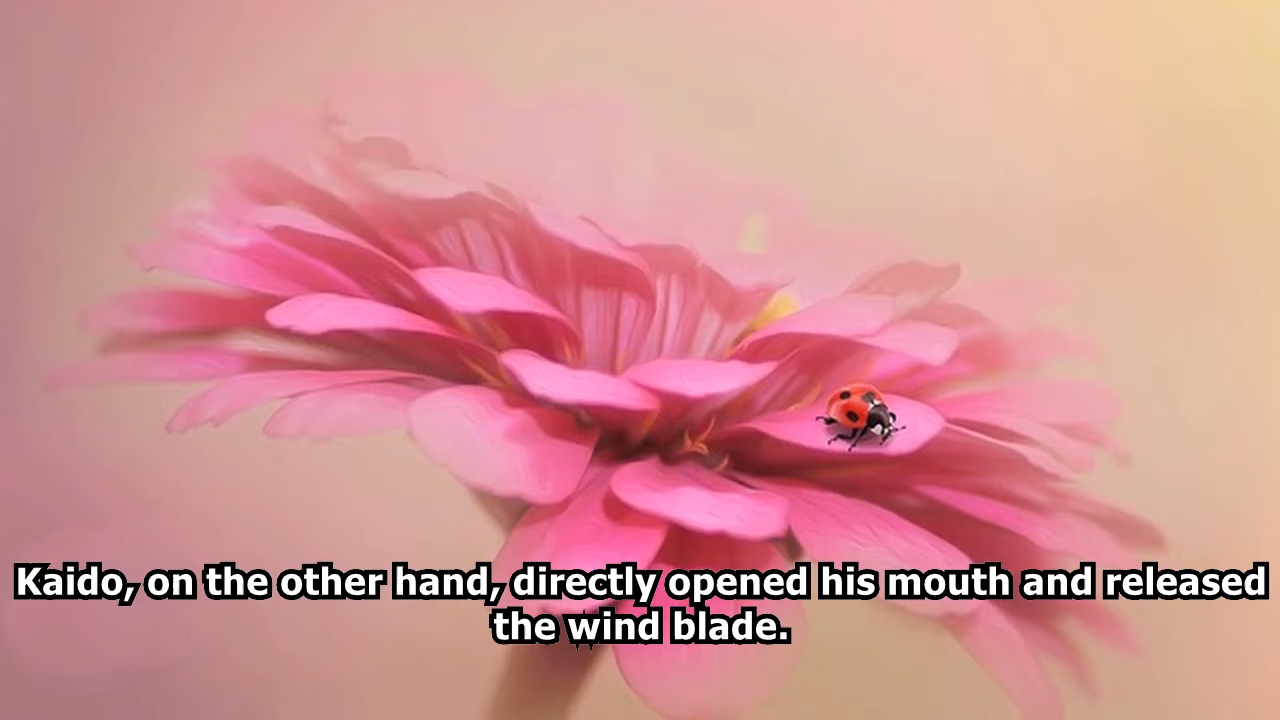 Kaido, on the other hand, directly opened his mouth and released
the wind blade.